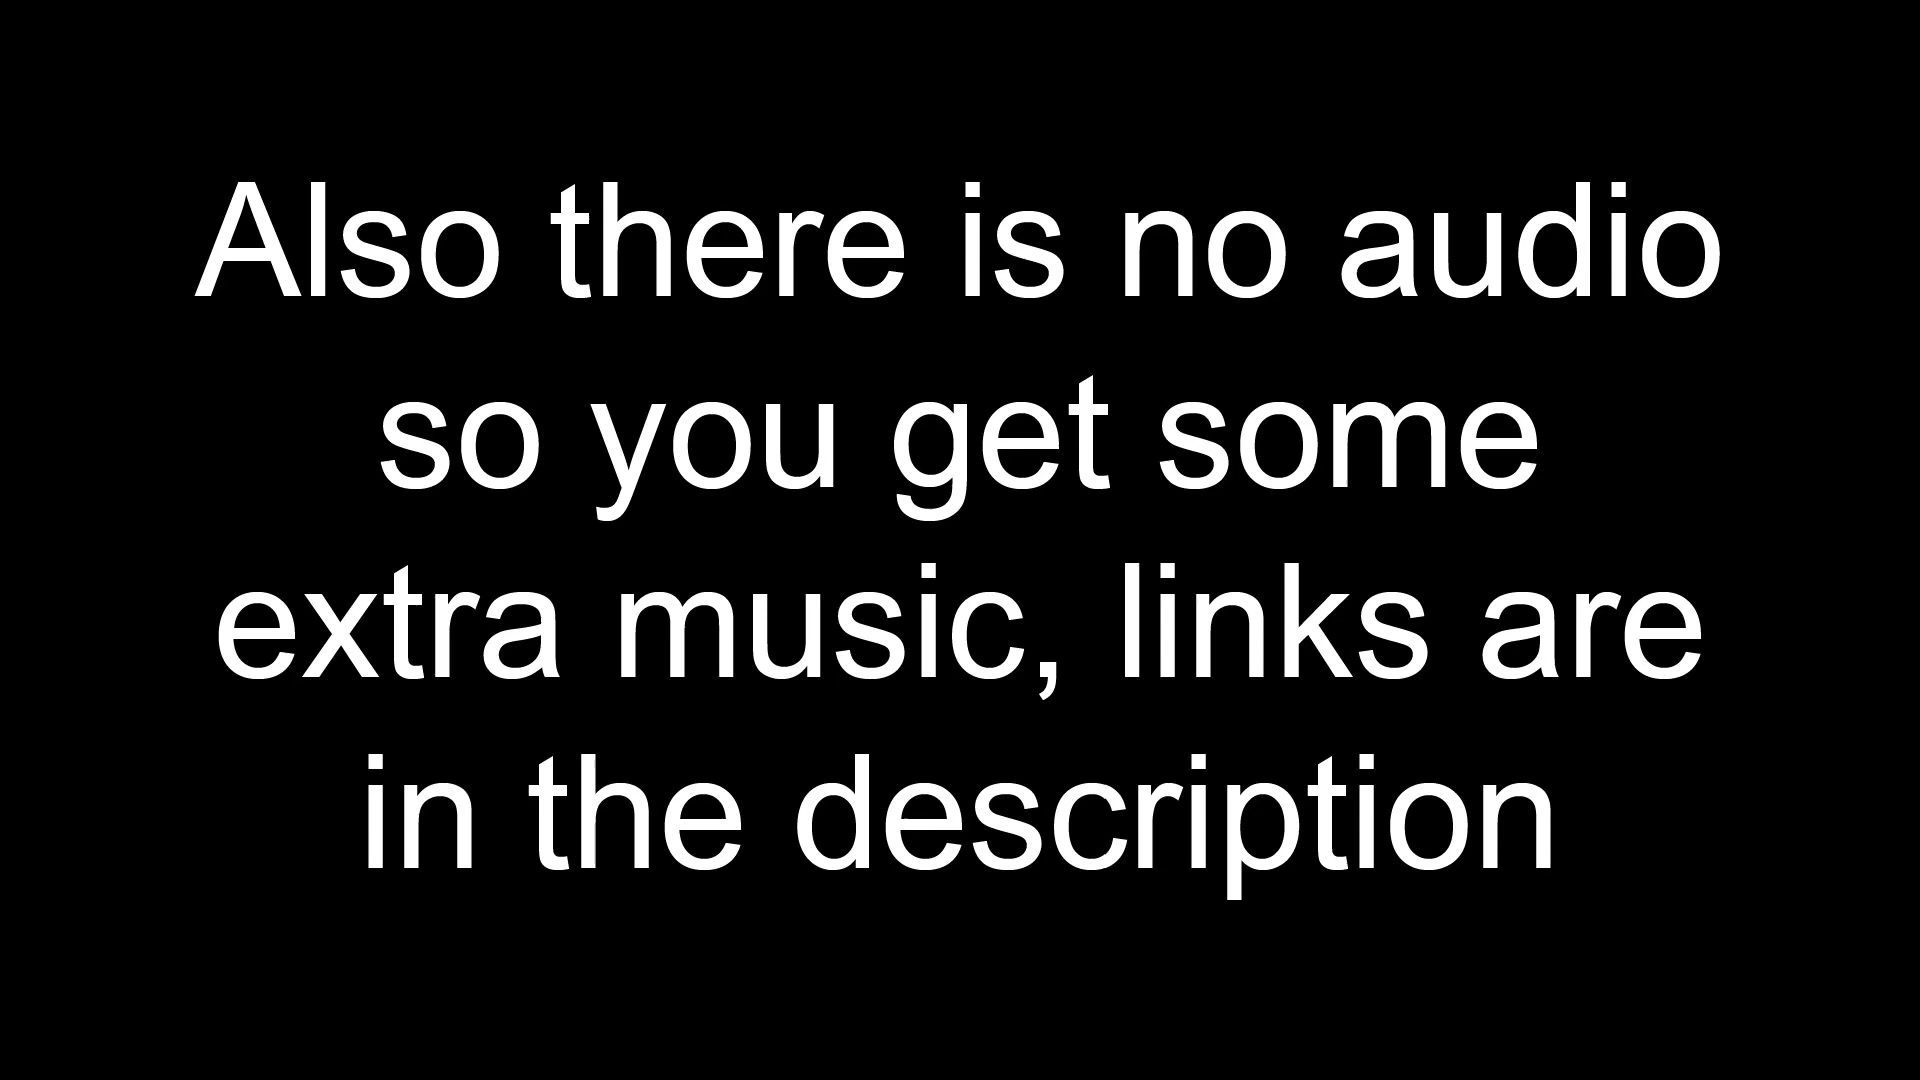 Also there is no audio
so you get some
extra music, links are
in the description